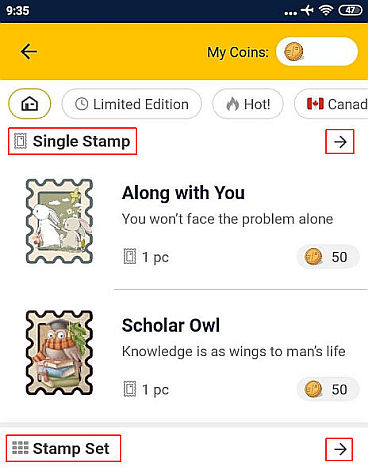 9:35
47
My Coins:
Limited Edition
Hot!
Canad
Single Stamp
Along with You
You won't face the problem alone
1 pc
50
Scholar Owl
Knowledge is as wings to man's life
1 pc
50
Stamp Set